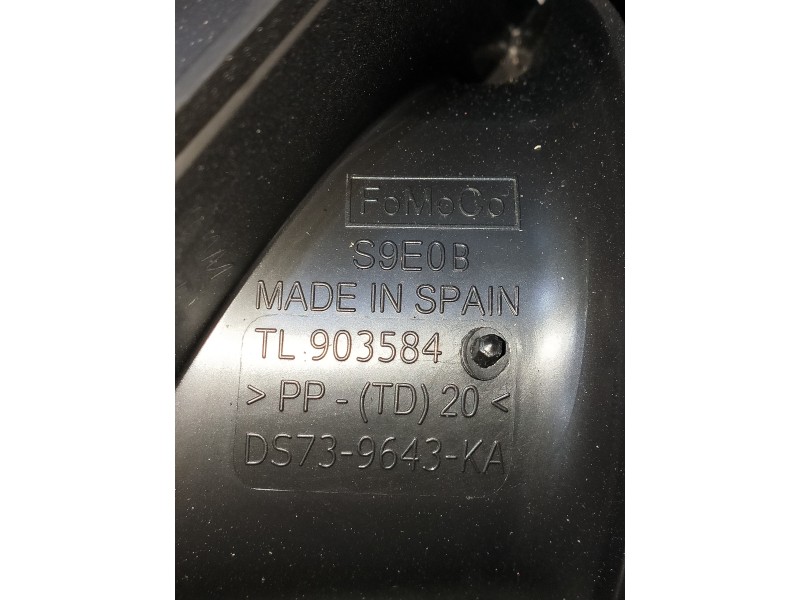 FoMoCo
S9E0B
MADE IN SPAIN
TL 903584
> PP - (TD) 20 <
DS73-9643-KA